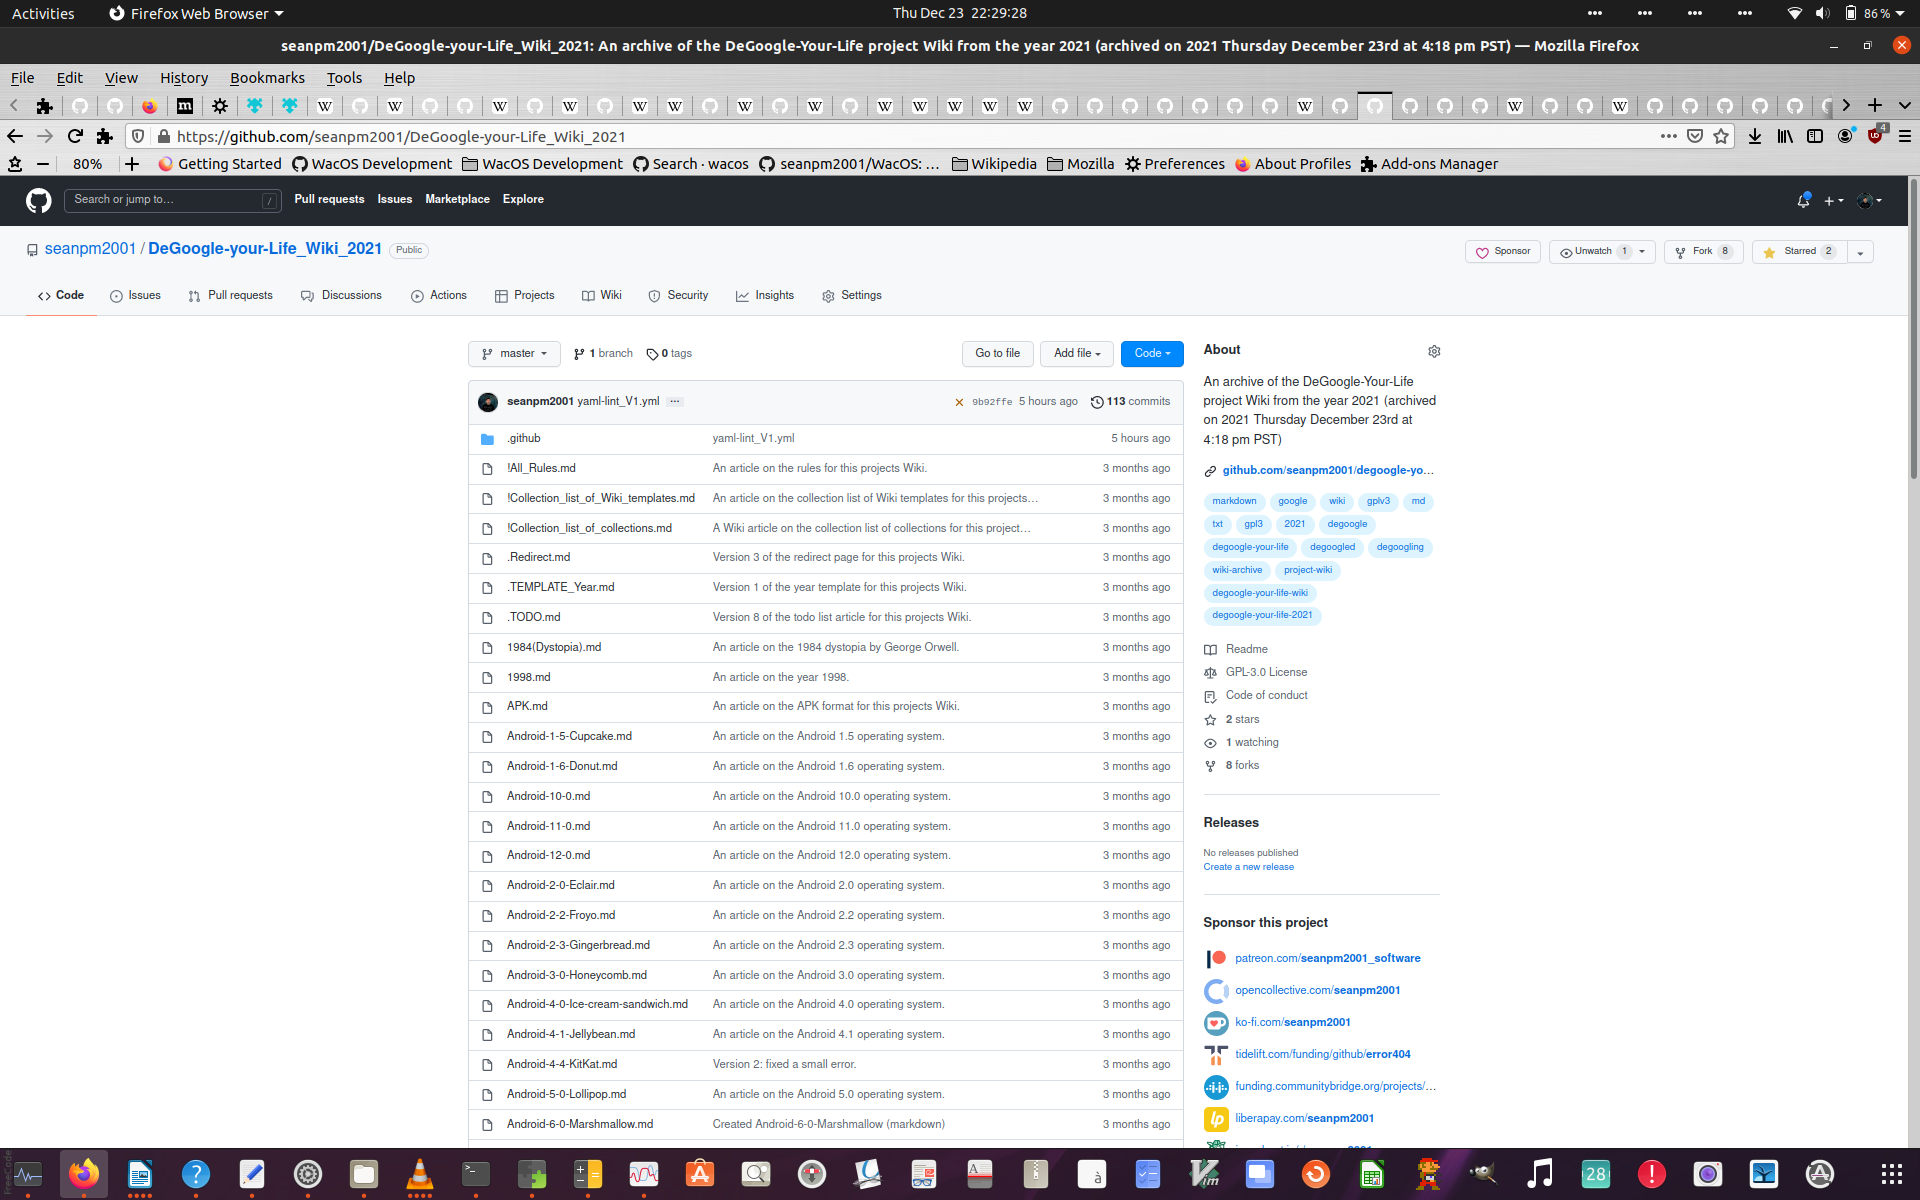 Activities Firefox Web Browser Thu Dec 23 22:29:28 86 %
seanpm2001/DeGoogle-your-Life_Wiki_2021: An archive of the DeGoogle-Your-Life project Wiki from the year 2021 (archived on 2021 Thursday December 23rd at 4:18 pm PST) — Mozilla Firefox
File Edit View History Bookmarks Tools Help
https://github.com/seanpm2001/DeGoogle-your-Life_Wiki_2021 4
80% Getting Started WacOS Development WacOS Development Search · wacos seanpm2001/WacOS: … Wikipedia Mozilla Preferences About Profiles Add-ons Manager
Search or jump to… / Pull requests Issues Marketplace Explore
seanpm2001 / DeGoogle-your-Life_Wiki_2021 Public Sponsor Unwatch 1 Fork 8 Starred 2
Code Issues Pull requests Discussions Actions Projects Wiki Security Insights Settings
master 1 branch 0 tags Go to file Add file Code
seanpm2001 yaml-lint_V1.yml ... 9b92ffe 5 hours ago 113 commits
.github yaml-lint_V1.yml 5 hours ago
!All_Rules.md An article on the rules for this projects Wiki. 3 months ago
!Collection_list_of_Wiki_templates.md An article on the collection list of Wiki templates for this projects… 3 months ago
!Collection_list_of_collections.md A Wiki article on the collection list of collections for this project… 3 months ago
.Redirect.md Version 3 of the redirect page for this projects Wiki. 3 months ago
.TEMPLATE_Year.md Version 1 of the year template for this projects Wiki. 3 months ago
.TODO.md Version 8 of the todo list article for this projects Wiki. 3 months ago
1984(Dystopia).md An article on the 1984 dystopia by George Orwell. 3 months ago
1998.md An article on the year 1998. 3 months ago
APK.md An article on the APK format for this projects Wiki. 3 months ago
Android-1-5-Cupcake.md An article on the Android 1.5 operating system. 3 months ago
Android-1-6-Donut.md An article on the Android 1.6 operating system. 3 months ago
Android-10-0.md An article on the Android 10.0 operating system. 3 months ago
Android-11-0.md An article on the Android 11.0 operating system. 3 months ago
Android-12-0.md An article on the Android 12.0 operating system. 3 months ago
Android-2-0-Eclair.md An article on the Android 2.0 operating system. 3 months ago
Android-2-2-Froyo.md An article on the Android 2.2 operating system. 3 months ago
Android-2-3-Gingerbread.md An article on the Android 2.3 operating system. 3 months ago
Android-3-0-Honeycomb.md An article on the Android 3.0 operating system. 3 months ago
Android-4-0-Ice-cream-sandwich.md An article on the Android 4.0 operating system. 3 months ago
Android-4-1-Jellybean.md An article on the Android 4.1 operating system. 3 months ago
Android-4-4-KitKat.md Version 2: fixed a small error. 3 months ago
Android-5-0-Lollipop.md An article on the Android 5.0 operating system. 3 months ago
Android-6-0-Marshmallow.md Created Android-6-0-Marshmallow (markdown) 3 months ago
About
An archive of the DeGoogle-Your-Life
project Wiki from the year 2021 (archived
on 2021 Thursday December 23rd at
4:18 pm PST)
github.com/seanpm2001/degoogle-yo…
markdown google wiki gplv3 md
txt gpl3 2021 degoogle
degoogle-your-life degoogled degoogling
wiki-archive project-wiki
degoogle-your-life-wiki
degoogle-your-life-2021
Readme
GPL-3.0 License
Code of conduct
2 stars
1 watching
8 forks
Releases
No releases published
Create a new release
Sponsor this project
patreon.com/seanpm2001_software
opencollective.com/seanpm2001
ko-fi.com/seanpm2001
tidelift.com/funding/github/error404
funding.communitybridge.org/projects/…
liberapay.com/seanpm2001
28